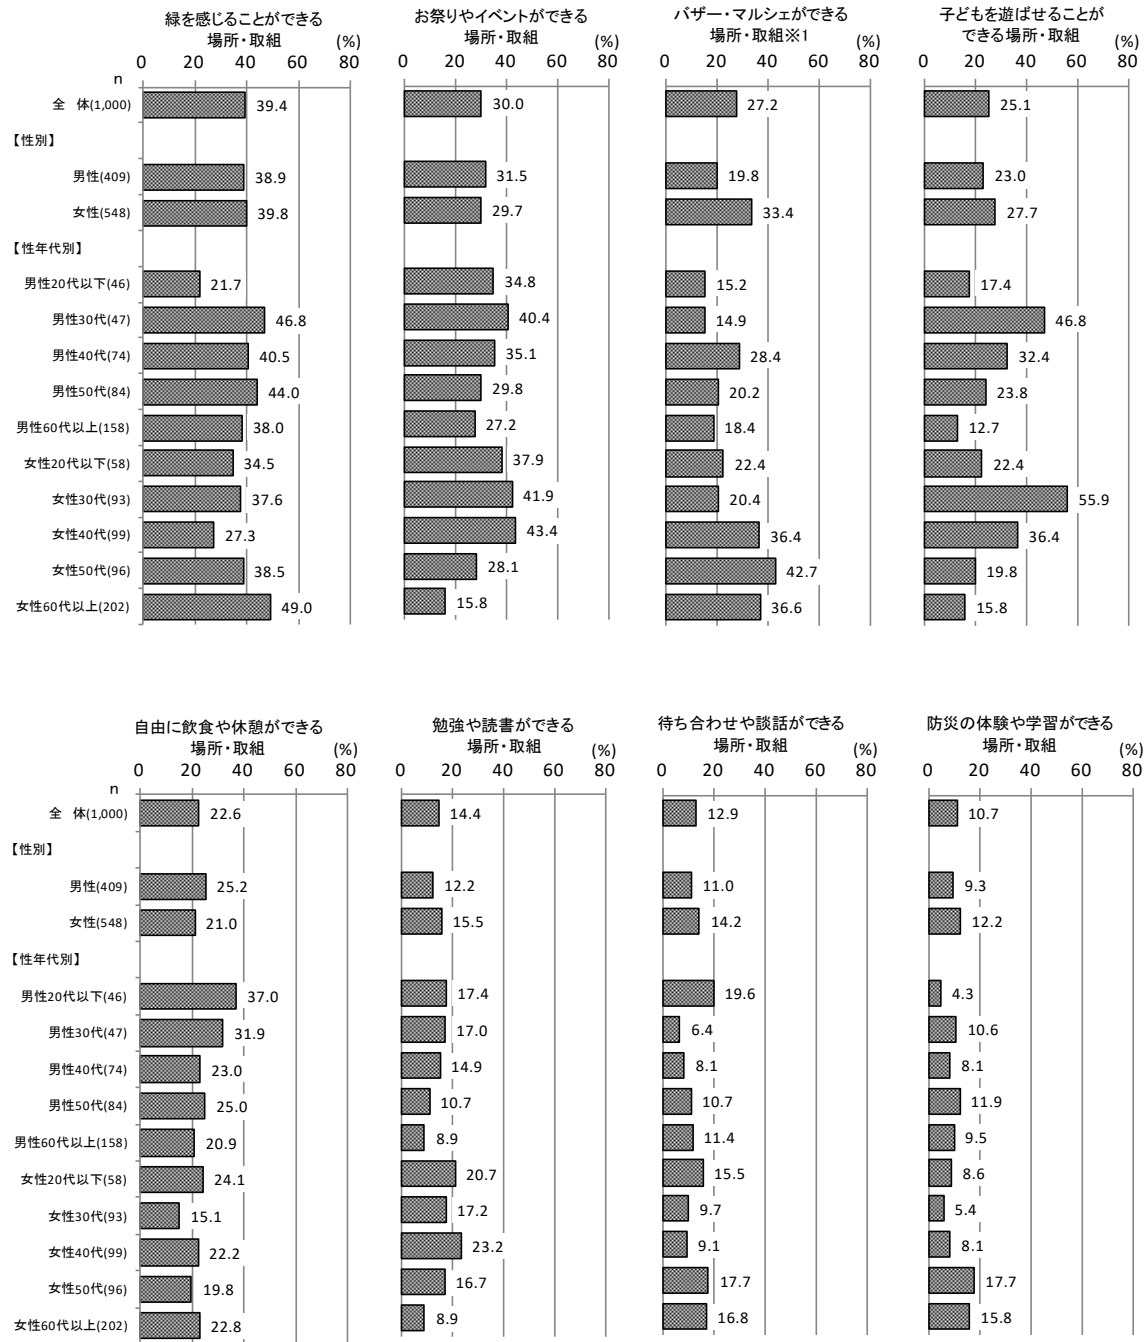 緑を感じることができる お祭りやイベントができる バザー・マルシェができる 子どもを遊ばせることが
場所・取組 場所・取組 (%) 場所・取組※1 (%) できる場所・取組 (%)
(%)
0 20 40 60 80 0 20 40 60 80 0 20 40 60 80 0 20 40 60 80
n
全 体(1,000) 39.4 30.0 27.2 25.1
【性別】
男性(409) 38.9 31.5 19.8 23.0
女性(548) 39.8 29.7 33.4 27.7
【性年代別】
男性20代以下(46) 21.7 34.8 15.2 17.4
男性30代(47) 46.8 40.4 14.9 46.8
男性40代(74) 40.5 35.1 28.4 32.4
男性50代(84) 44.0 29.8 20.2 23.8
男性60代以上(158) 38.0 27.2 18.4 12.7
女性20代以下(58) 34.5 37.9 22.4 22.4
女性30代(93) 37.6 41.9 20.4 55.9
女性40代(99) 27.3 43.4 36.4 36.4
女性50代(96) 38.5 28.1 42.7 19.8
女性60代以上(202) 49.0 15.8 36.6 15.8
自由に飲食や休憩ができる 勉強や読書ができる 待ち合わせや談話ができる 防災の体験や学習ができる
場所・取組 (%) 場所・取組 (%) 場所・取組 (%) 場所・取組 (%)
0 20 40 60 80 0 20 40 60 80 0 20 40 60 80 0 20 40 60 80
n
全 体(1,000) 22.6 14.4 12.9 10.7
【性別】
男性(409) 25.2 12.2 11.0 9.3
女性(548) 21.0 15.5 14.2 12.2
【性年代別】
男性20代以下(46) 37.0 17.4 19.6 4.3
男性30代(47) 31.9 17.0 6.4 10.6
男性40代(74) 23.0 14.9 8.1 8.1
男性50代(84) 25.0 10.7 10.7 11.9
男性60代以上(158) 20.9 8.9 11.4 9.5
女性20代以下(58) 24.1 20.7 15.5 8.6
女性30代(93) 15.1 17.2 9.7 5.4
女性40代(99) 22.2 23.2 9.1 8.1
女性50代(96) 19.8 16.7 17.7 17.7
女性60代以上(202) 22.8 8.9 16.8 15.8